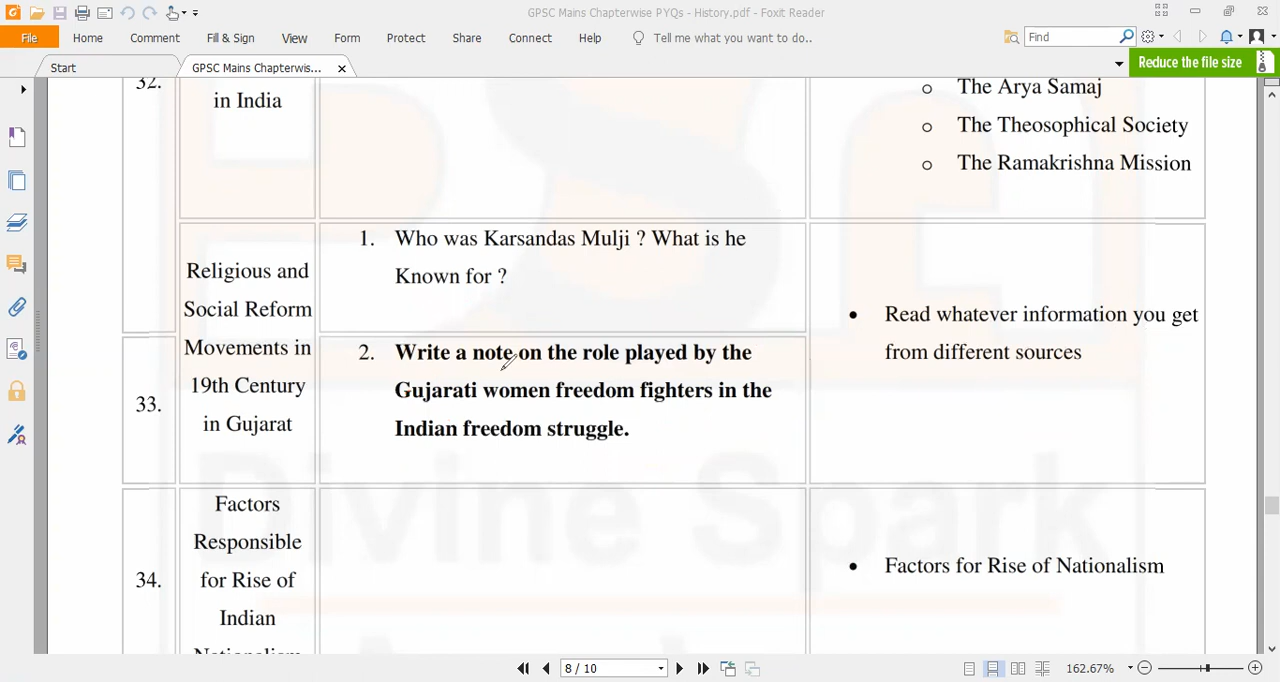 GPSC Mains Chapterwise PYQs - History.pdf - Foxit Reader
File Home Comment Fill & Sign View Form Protect Share Connect Help Tell me what you want to do.. Find
Start GPSC Mains Chapterwis... Reduce the file size
32.
in India
The Arya Samaj
The Theosophical Society
The Ramakrishna Mission
Religious and
Social Reform
Movements in
19th Century
in Gujarat
1. Who was Karsandas Mulji ? What is he
Known for ?
33.
2. Write a note on the role played by the
Gujarati women freedom fighters in the
Indian freedom struggle.
Read whatever information you get
from different sources
34.
Factors
Responsible
for Rise of
Indian
Nationalism
Factors for Rise of Nationalism
Divine Spark
8 / 10
162.67%